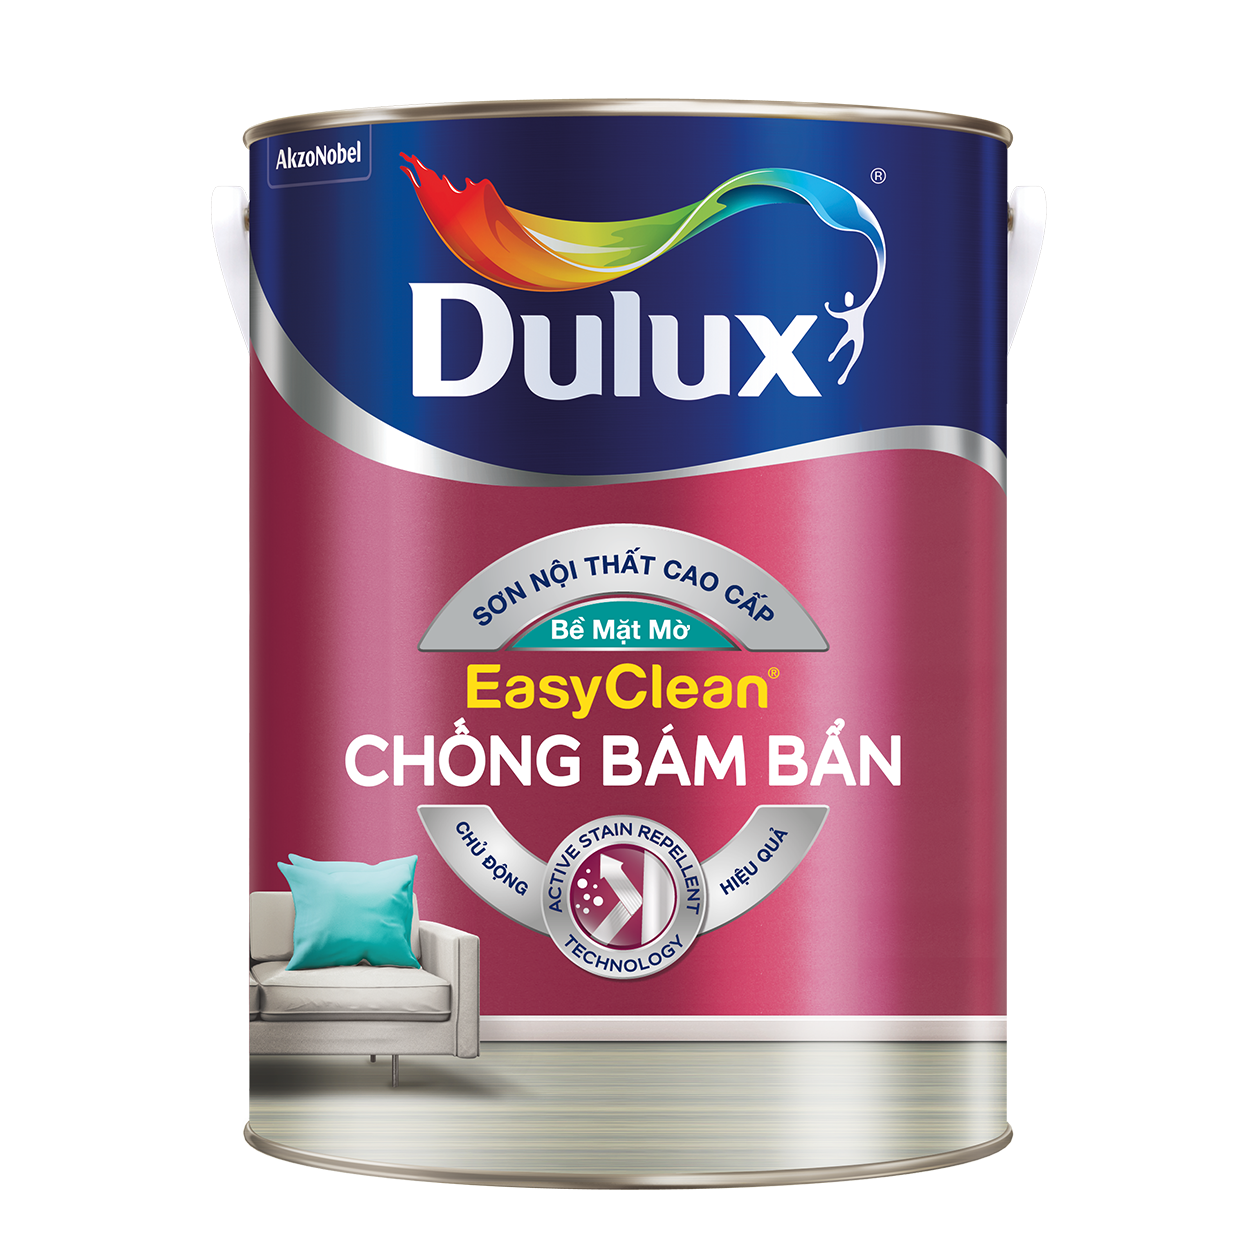 AkzoNobel
®
Dulux
SƠN NỘI THẤT CAO CẤP
Bề Mặt Mờ
EasyClean®
CHỐNG BÁM BẨN
CHỦ ĐỘNG
ACTIVE STAIN REPELLENT
TECHNOLOGY
HIỆU QUẢ